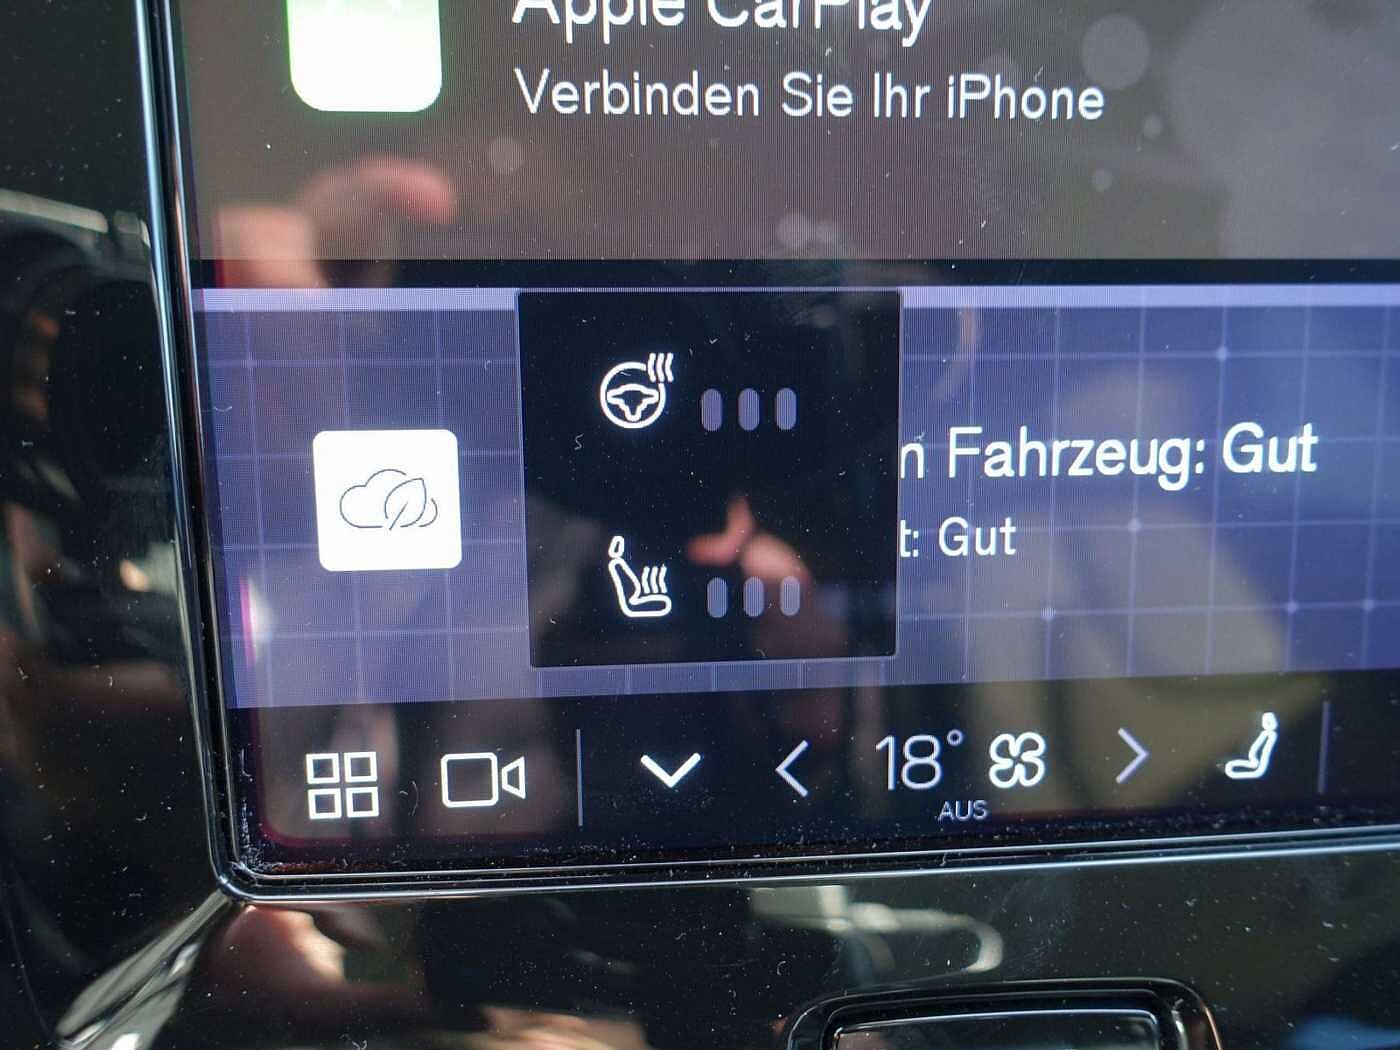 Apple CarPlay
Verbinden Sie Ihr iPhone
n Fahrzeug: Gut
t: Gut
18°
AUS